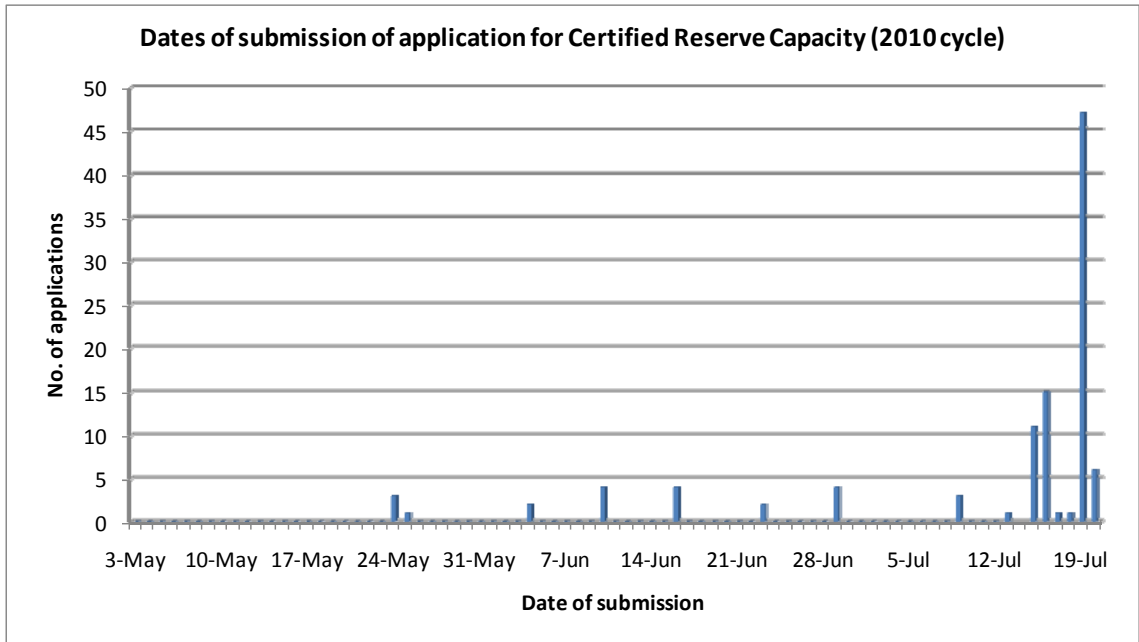 Dates of submission of application for Certified Reserve Capacity (2010 cycle)
50
45
40
35
30
25
20
15
10
5
0
No. of applications
3-May 10-May 17-May 24-May 31-May 7-Jun 14-Jun 21-Jun 28-Jun 5-Jul 12-Jul 19-Jul
Date of submission